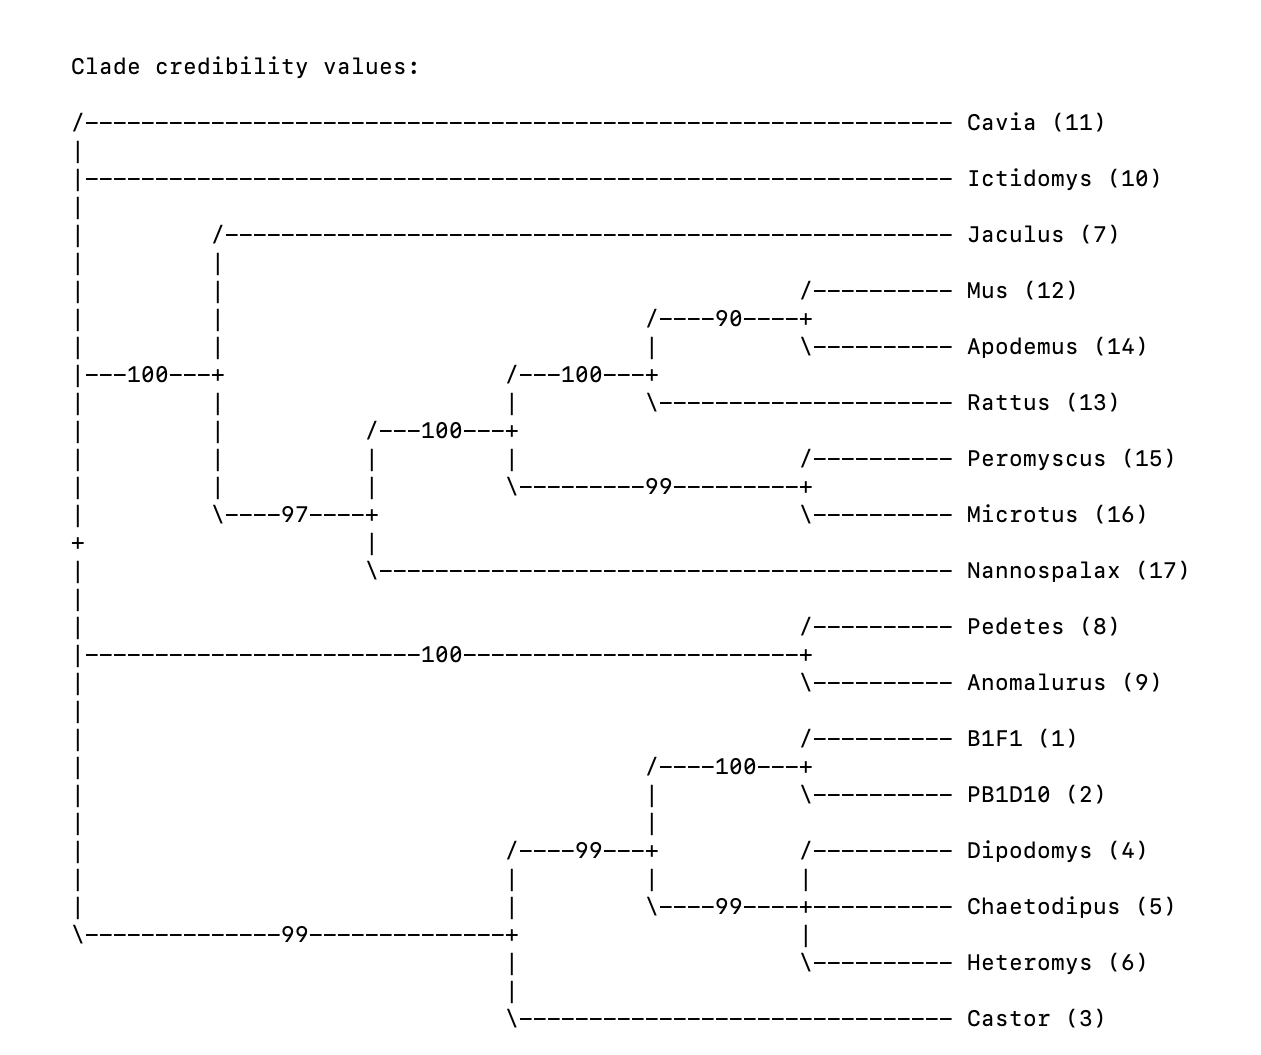 Clade credibility values:
Cavia (11)
Ictidomys (10)
Jaculus (7)
Mus (12)
90
Apodemus (14)
100 100
Rattus (13)
100
Peromyscus (15)
99
97 Microtus (16)
Nannospalax (17)
Pedetes (8)
100
Anomalurus (9)
B1F1 (1)
100
PB1D10 (2)
99 Dipodomys (4)
99 Chaetodipus (5)
99
Heteromys (6)
Castor (3)